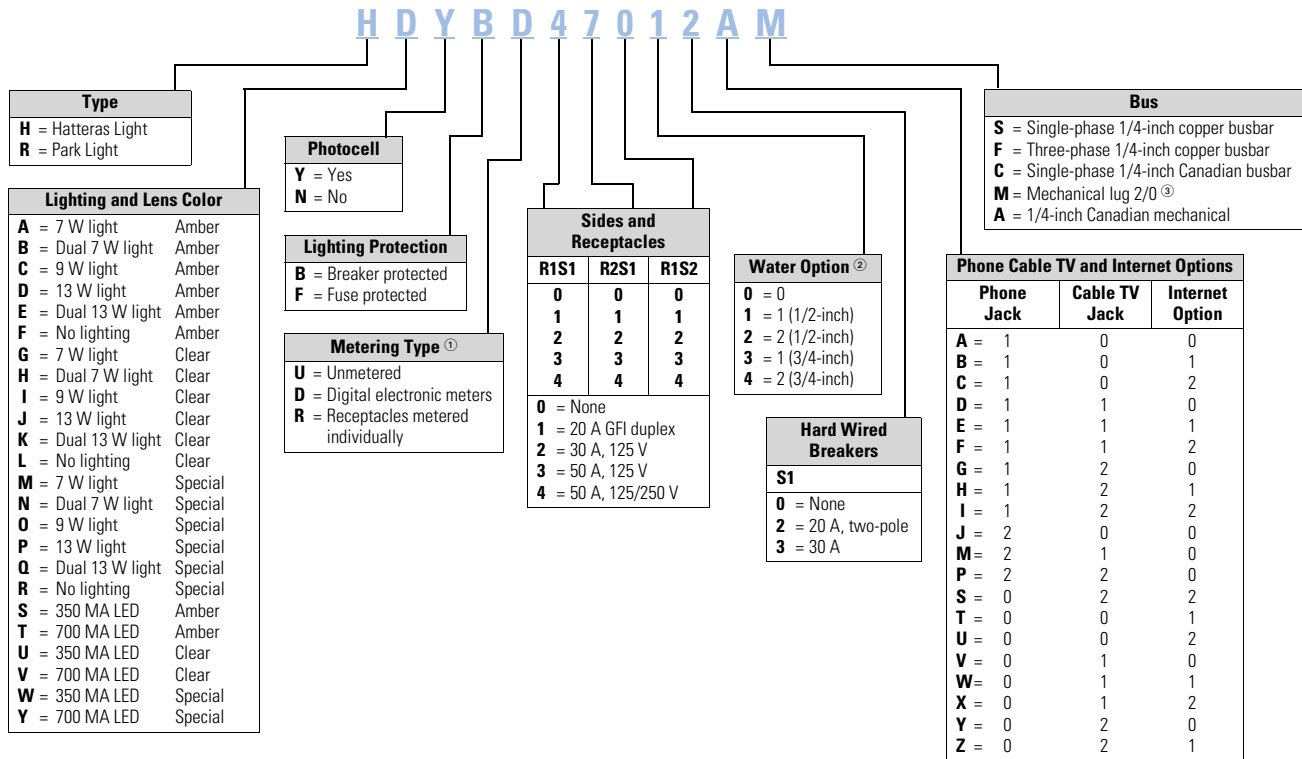 H D Y B D 4 7 0 1 2 A M
Type
H = Hatteras Light
R = Park Light
Lighting and Lens Color
A = 7 W light Amber
B = Dual 7 W light Amber
C = 9 W light Amber
D = 13 W light Amber
E = Dual 13 W light Amber
F = No lighting Amber
G = 7 W light Clear
H = Dual 7 W light Clear
I = 9 W light Clear
J = 13 W light Clear
K = Dual 13 W light Clear
L = No lighting Clear
M = 7 W light Special
N = Dual 7 W light Special
O = 9 W light Special
P = 13 W light Special
Q = Dual 13 W light Special
R = No lighting Special
S = 350 MA LED Amber
T = 700 MA LED Amber
U = 350 MA LED Clear
V = 700 MA LED Clear
W = 350 MA LED Special
Y = 700 MA LED Special
Photocell
Y = Yes
N = No
Lighting Protection
B = Breaker protected
F = Fuse protected
Metering Type ①
U = Unmetered
D = Digital electronic meters
R = Receptacles metered
individually
Sides and
Receptacles
R1S1 R2S1 R1S2
0 0 0
1 1 1
2 2 2
3 3 3
4 4 4
0 = None
1 = 20 A GFI duplex
2 = 30 A, 125 V
3 = 50 A, 125 V
4 = 50 A, 125/250 V
Water Option ②
0 = 0
1 = 1 (1/2-inch)
2 = 2 (1/2-inch)
3 = 1 (3/4-inch)
4 = 2 (3/4-inch)
Hard Wired
Breakers
S1
0 = None
2 = 20 A, two-pole
3 = 30 A
Bus
S = Single-phase 1/4-inch copper busbar
F = Three-phase 1/4-inch copper busbar
C = Single-phase 1/4-inch Canadian busbar
M = Mechanical lug 2/0 ③
A = 1/4-inch Canadian mechanical
Phone Cable TV and Internet Options
Phone Cable TV Internet
Jack Jack Option
A = 1 0 0
B = 1 0 1
C = 1 0 2
D = 1 1 0
E = 1 1 1
F = 1 1 2
G = 1 2 0
H = 1 2 1
I = 1 2 2
J = 2 0 0
M = 2 1 0
P = 2 2 0
S = 0 2 2
T = 0 0 1
U = 0 0 2
V = 0 1 0
W = 0 1 1
X = 0 1 2
Y = 0 2 0
Z = 0 2 1